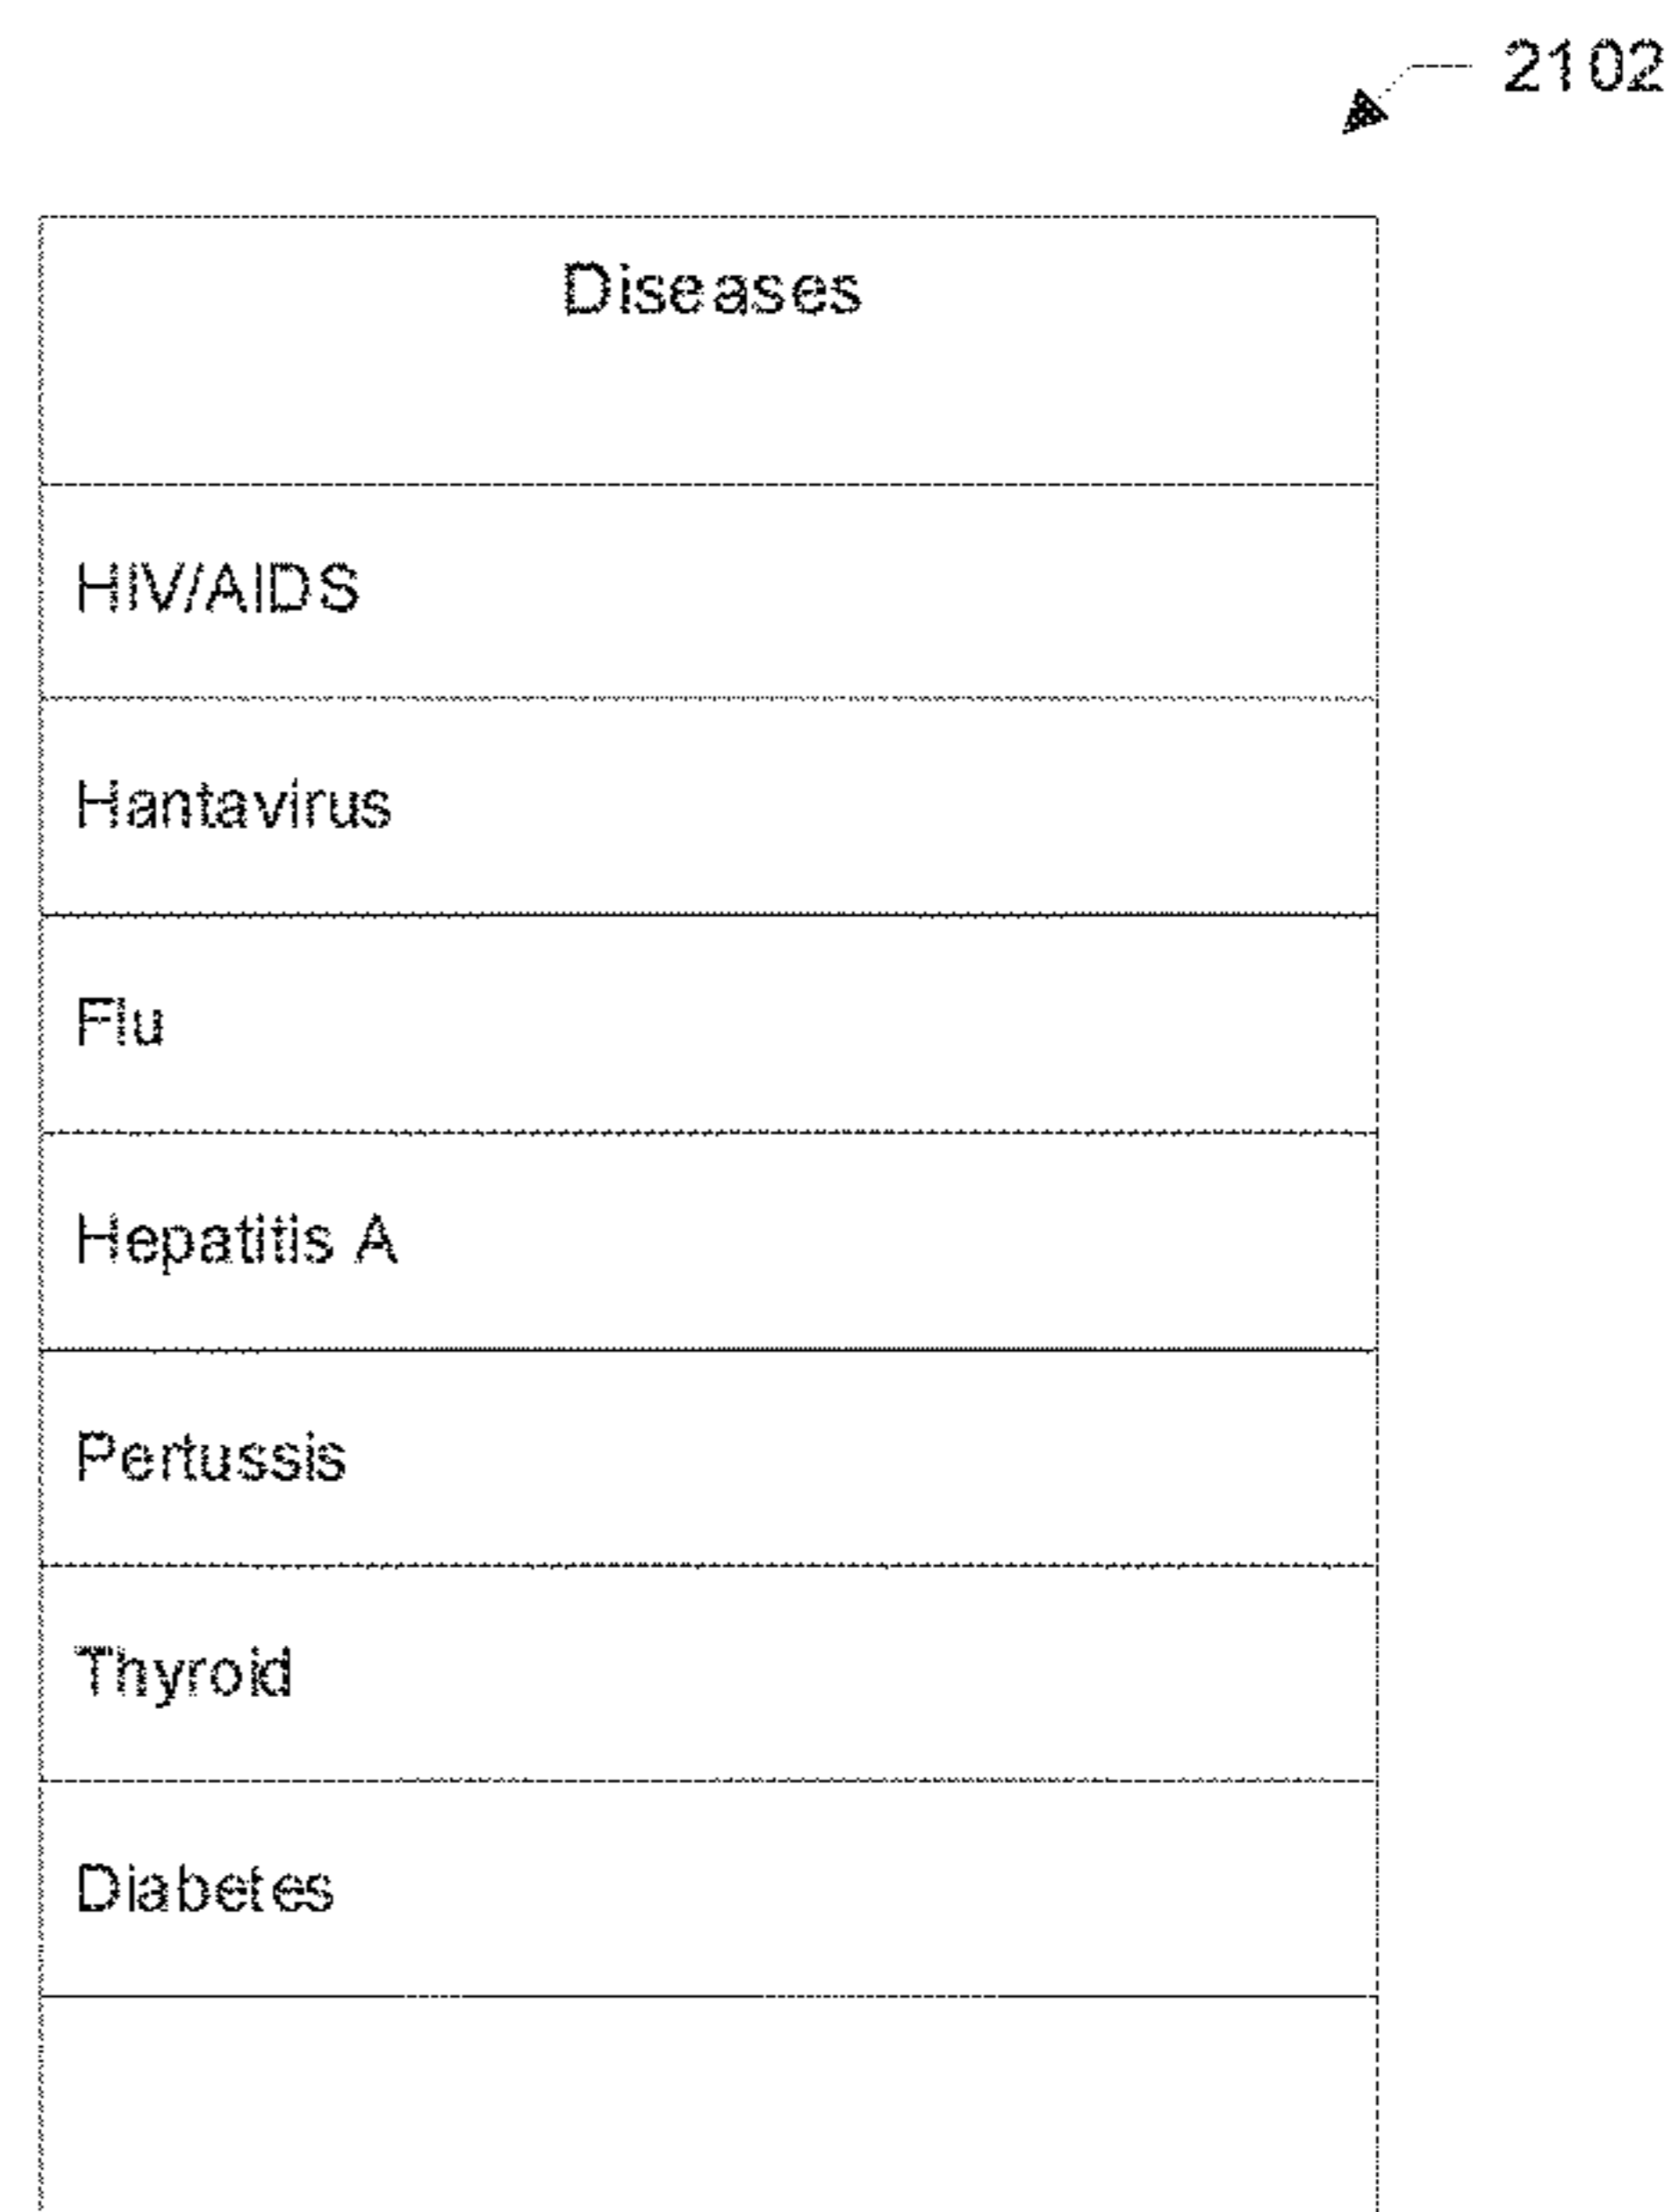 2102
Diseases
HIV/AIDS
Hantavirus
Flu
Hepatitis A
Pertussis
Thyroid
Diabetes